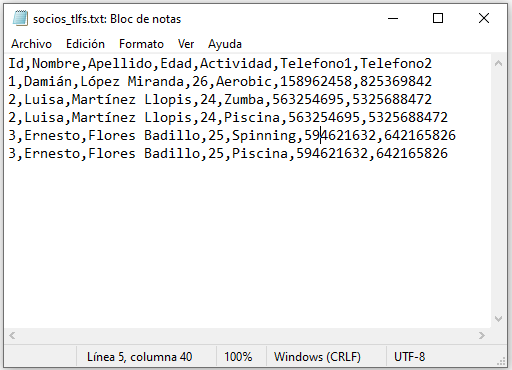 socios_tlfs.txt: Bloc de notas
Archivo Edición Formato Ver Ayuda
Id,Nombre,Apellido,Edad,Actividad,Telefono1,Telefono2
1,Damián,López Miranda,26,Aerobic,158962458,825369842
2,Luisa,Martínez Llopis,24,Zumba,563254695,5325688472
2,Luisa,Martínez Llopis,24,Piscina,563254695,5325688472
3,Ernesto,Flores Badillo,25,Spinning,594621632,642165826
3,Ernesto,Flores Badillo,25,Piscina,594621632,642165826
Línea 5, columna 40 100% Windows (CRLF) UTF-8